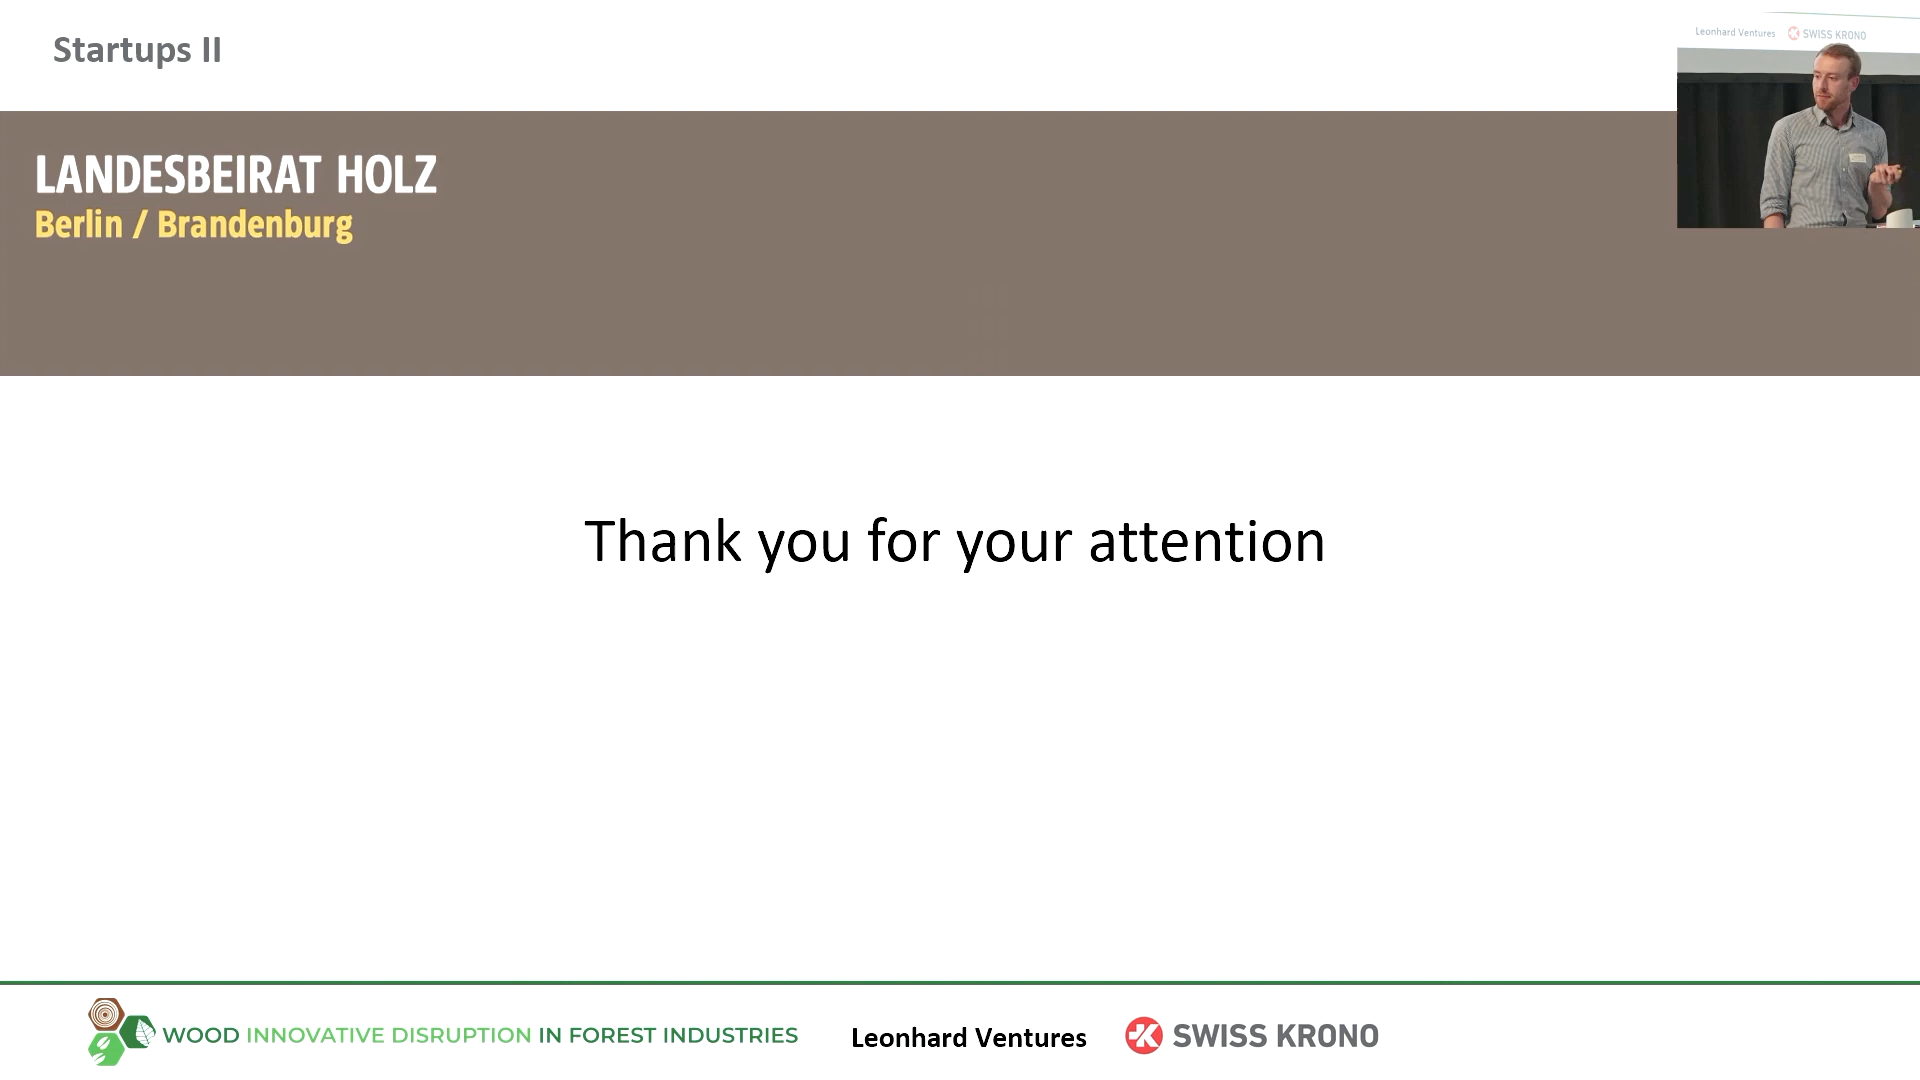 Startups II
Leonhard Ventures SWISS KRONO
LANDESBEIRAT HOLZ
Berlin / Brandenburg
Thank you for your attention
WOOD INNOVATIVE DISRUPTION IN FOREST INDUSTRIES Leonhard Ventures SWISS KRONO